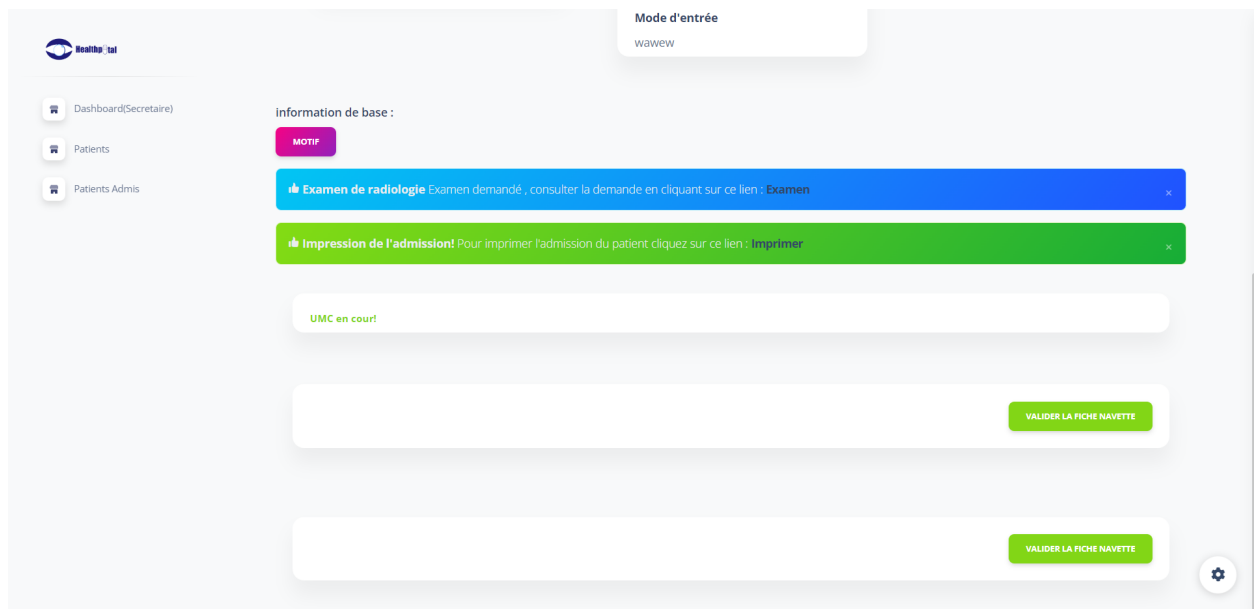 Mode d'entrée
wawew
Healthpital
Dashboard(Secretaire)
Patients
Patients Admis
information de base :
MOTIF
Examen de radiologie Examen demandé , consulter la demande en cliquant sur ce lien : Examen ×
Impression de l'admission! Pour imprimer l'admission du patient cliquez sur ce lien : Imprimer ×
UMC en cour!
VALIDER LA FICHE NAVETTE
VALIDER LA FICHE NAVETTE